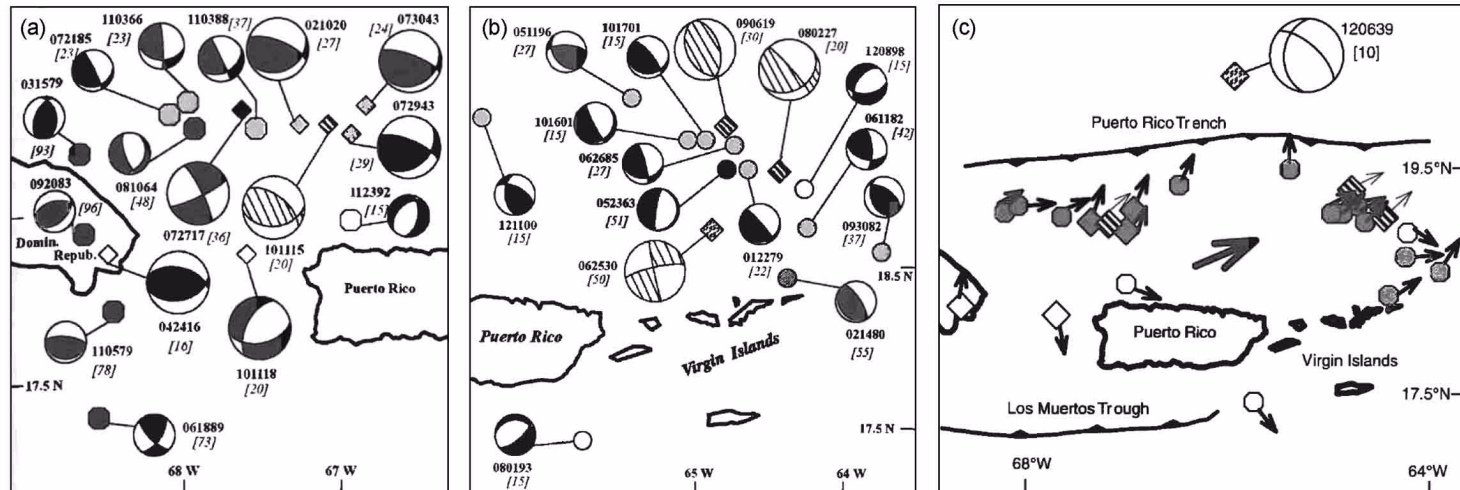 (a)
110366
[23]
110388
[37]
021020
[27]
073043
[24]
072185
[23]
031579
[93]
072943
[29]
092083
[96]
081064
[48]
112392
[15]
072717 [36]
101115
[20]
Domin.
Repub.
Puerto Rico
042416
[16]
110579
[78]
101118
[20]
17.5 N
061889
[73]
68 W
67 W
(b)
051196
[27]
101701
[15]
090619
[30]
080227
[20]
120898
[15]
101601
[15]
061182
[42]
062685
[27]
052363
[51]
121100
[15]
093082
[37]
062530
[50]
012279
[22]
18.5 N
Puerto Rico
Virgin Islands
021480
[55]
080193
[15]
17.5 N
65 W
64 W
(c)
120639
[10]
Puerto Rico Trench
19.5°N
Puerto Rico
Virgin Islands
17.5°N
Los Muertos Trough
68°W
64°W